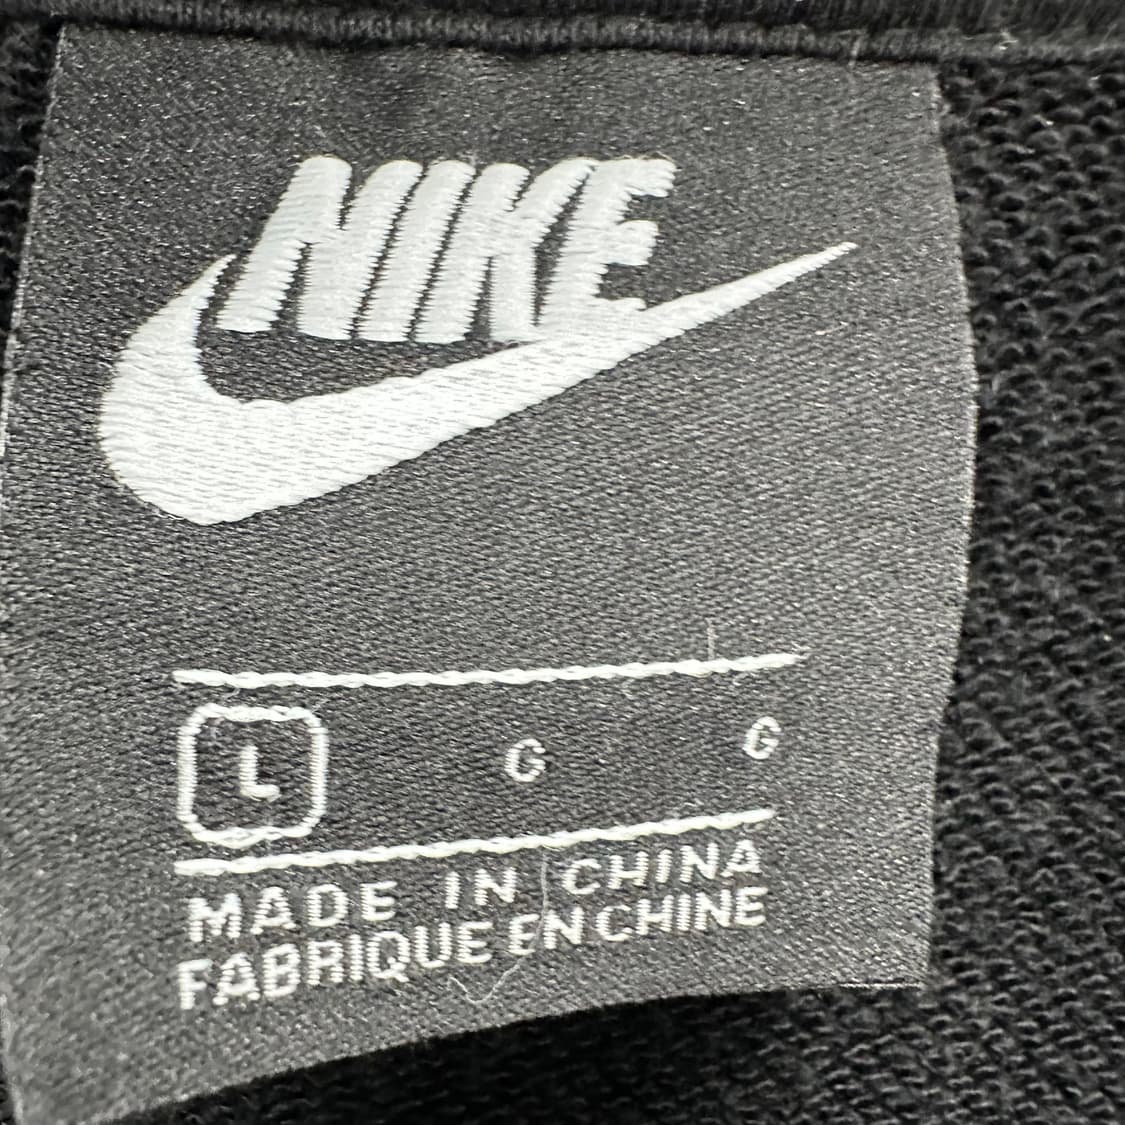 NIKE
L G G
MADE IN CHINA
FABRIQUE EN CHINE